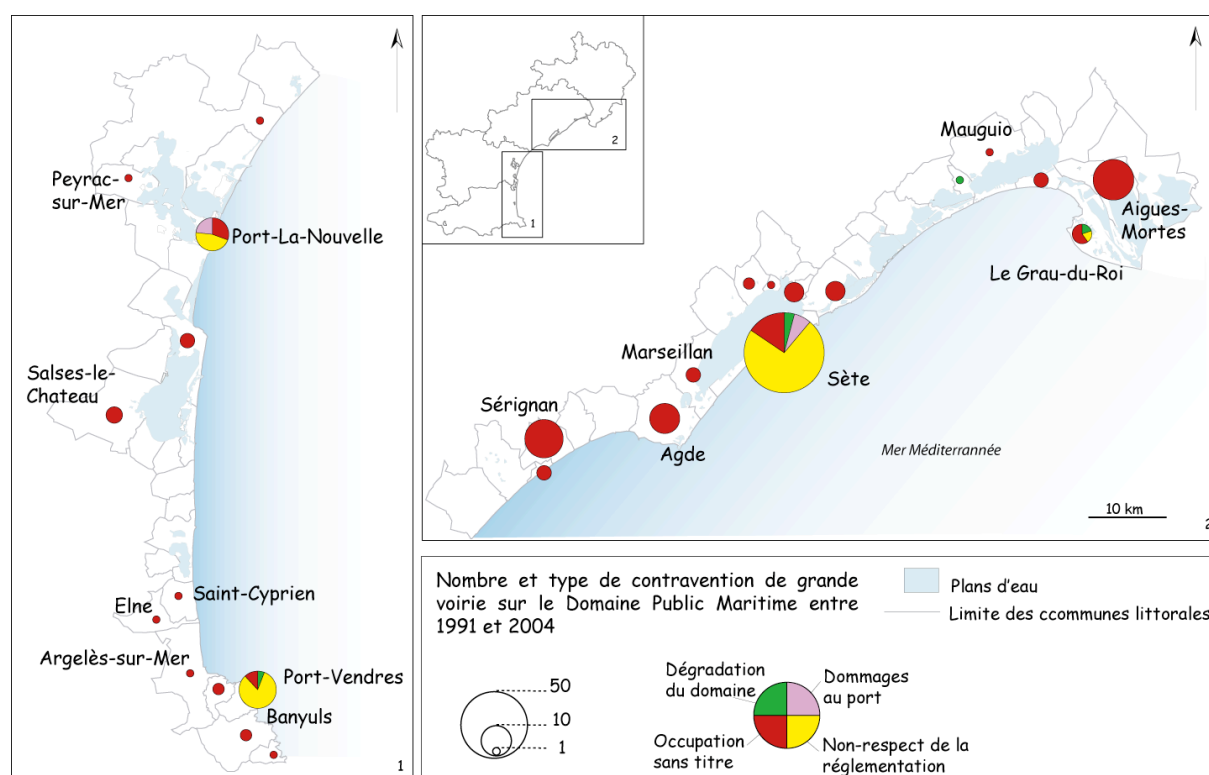 Peyrac-
sur-Mer
Port-La-Nouvelle
Salses-le-
Chateau
Saint-Cyprien
Elne
Argelès-sur-Mer
Port-Vendres
Banyuls
1
2
1
Mauguio
Aigues-
Mortes
Le Grau-du-Roi
Marseillan
Sète
Sérignan
Agde
Mer Méditerrannée
10 km
2
Nombre et type de contravention de grande
voirie sur le Domaine Public Maritime entre
1991 et 2004
50
10
1
Dégradation
du domaine
Dommages
au port
Occupation
sans titre
Non-respect de la
réglementation
Plans d'eau
Limite des ccommunes littorales